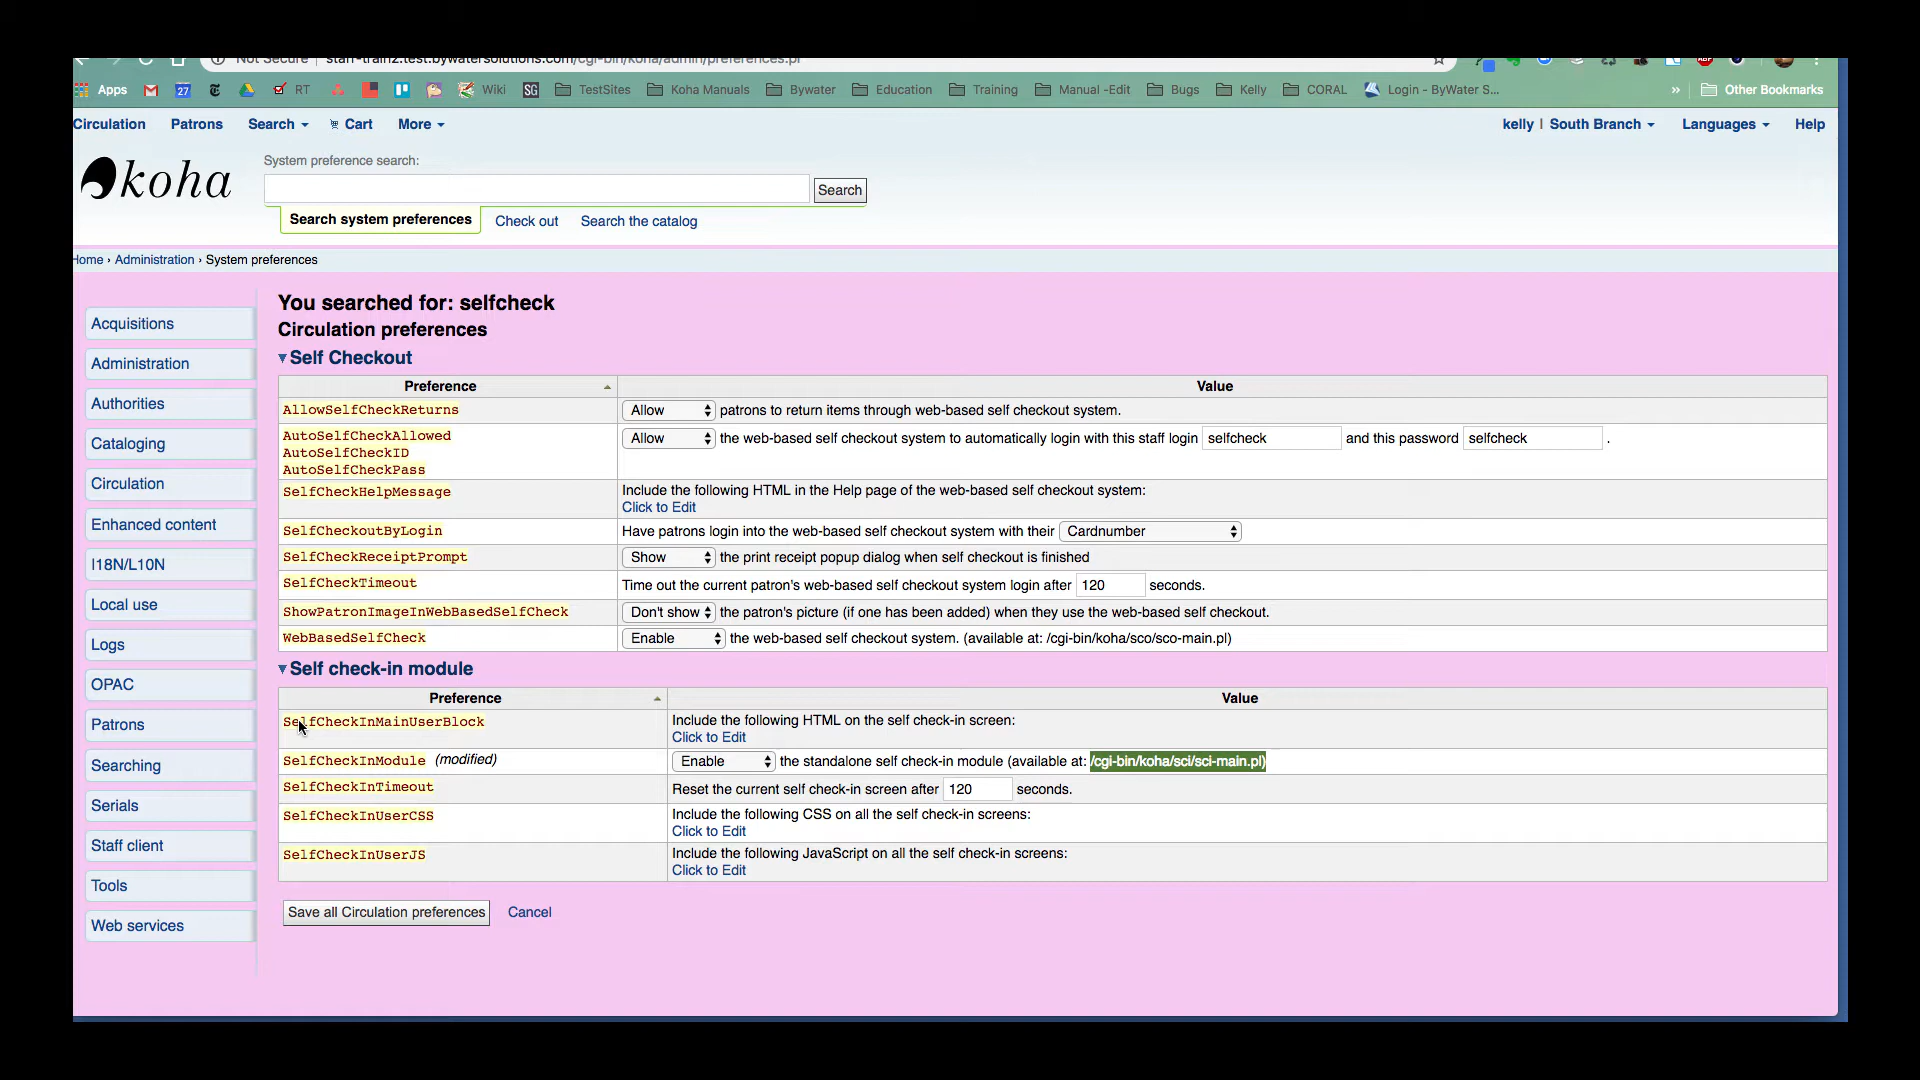 Not Secure | staff-train2.test.bywatersolutions.com/cgi-bin/koha/admin/preferences.pl
Apps 27 RT Wiki SG TestSites Koha Manuals Bywater Education Training Manual -Edit Bugs Kelly CORAL Login - ByWater S... » Other Bookmarks
Circulation Patrons Search Cart More kelly | South Branch Languages Help
koha
System preference search:
Search
Search system preferences Check out Search the catalog
Home › Administration › System preferences
Acquisitions
Administration
Authorities
Cataloging
Circulation
Enhanced content
I18N/L10N
Local use
Logs
OPAC
Patrons
Searching
Serials
Staff client
Tools
Web services
You searched for: selfcheck
Circulation preferences
Self Checkout
Preference Value
AllowSelfCheckReturns Allow patrons to return items through web-based self checkout system.
AutoSelfCheckAllowed Allow the web-based self checkout system to automatically login with this staff login selfcheck and this password selfcheck .
AutoSelfCheckID
AutoSelfCheckPass
SelfCheckHelpMessage Include the following HTML in the Help page of the web-based self checkout system:
Click to Edit
SelfCheckoutByLogin Have patrons login into the web-based self checkout system with their Cardnumber
SelfCheckReceiptPrompt Show the print receipt popup dialog when self checkout is finished
SelfCheckTimeout Time out the current patron's web-based self checkout system login after 120 seconds.
ShowPatronImageInWebBasedSelfCheck Don't show the patron's picture (if one has been added) when they use the web-based self checkout.
WebBasedSelfCheck Enable the web-based self checkout system. (available at: /cgi-bin/koha/sco/sco-main.pl)
Self check-in module
Preference Value
SelfCheckInMainUserBlock Include the following HTML on the self check-in screen:
Click to Edit
SelfCheckInModule (modified) Enable the standalone self check-in module (available at: /cgi-bin/koha/sci/sci-main.pl)
SelfCheckInTimeout Reset the current self check-in screen after 120 seconds.
SelfCheckInUserCSS Include the following CSS on all the self check-in screens:
Click to Edit
SelfCheckInUserJS Include the following JavaScript on all the self check-in screens:
Click to Edit
Save all Circulation preferences Cancel